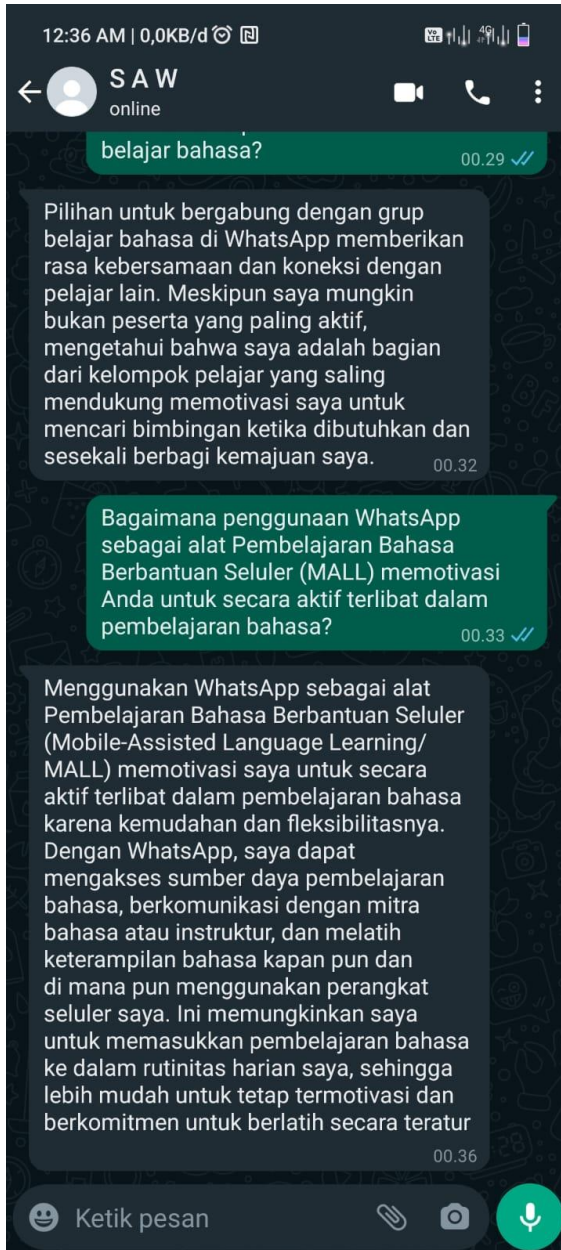 12:36 AM | 0,0KB/d
Vo LTE 4G
S A W
online
belajar bahasa?
00.29
Pilihan untuk bergabung dengan grup
belajar bahasa di WhatsApp memberikan
rasa kebersamaan dan koneksi dengan
pelajar lain. Meskipun saya mungkin
bukan peserta yang paling aktif,
mengetahui bahwa saya adalah bagian
dari kelompok pelajar yang saling
mendukung memotivasi saya untuk
mencari bimbingan ketika dibutuhkan dan
sesekali berbagi kemajuan saya.
00.32
Bagaimana penggunaan WhatsApp
sebagai alat Pembelajaran Bahasa
Berbantuan Seluler (MALL) memotivasi
Anda untuk secara aktif terlibat dalam
pembelajaran bahasa?
00.33
Menggunakan WhatsApp sebagai alat
Pembelajaran Bahasa Berbantuan Seluler
(Mobile-Assisted Language Learning/
MALL) memotivasi saya untuk secara
aktif terlibat dalam pembelajaran bahasa
karena kemudahan dan fleksibilitasnya.
Dengan WhatsApp, saya dapat
mengakses sumber daya pembelajaran
bahasa, berkomunikasi dengan mitra
bahasa atau instruktur, dan melatih
keterampilan bahasa kapan pun dan
di mana pun menggunakan perangkat
seluler saya. Ini memungkinkan saya
untuk memasukkan pembelajaran bahasa
ke dalam rutinitas harian saya, sehingga
lebih mudah untuk tetap termotivasi dan
berkomitmen untuk berlatih secara teratur
00.36
Ketik pesan